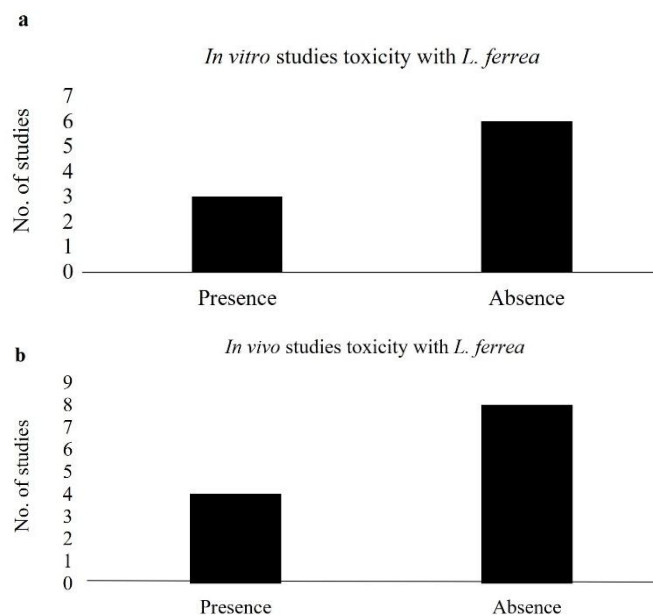 a
In vitro studies toxicity with L. ferrea
No. of studies
7
6
5
4
3
2
1
0
Presence Absence
b
In vivo studies toxicity with L. ferrea
No. of studies
9
8
7
6
5
4
3
2
1
0
Presence Absence